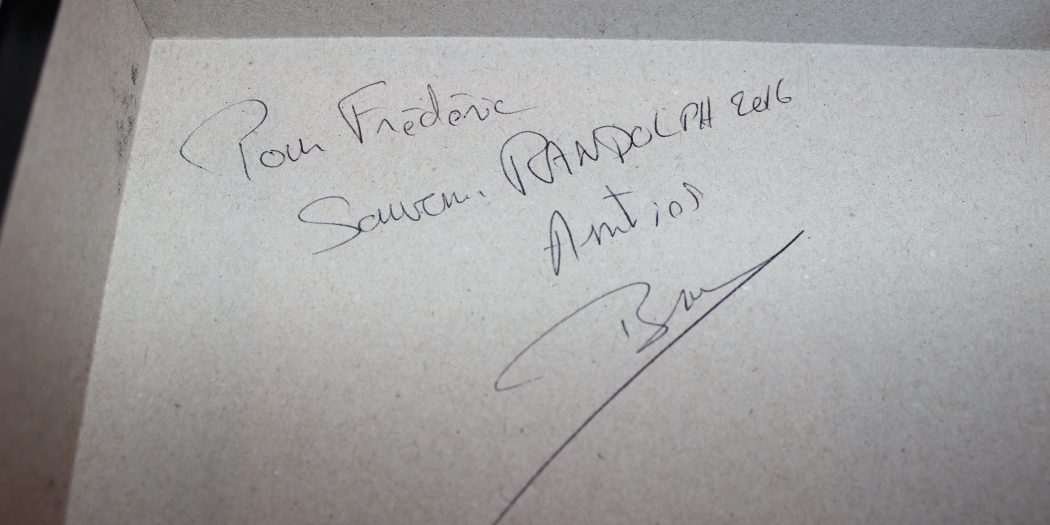 Pour Frédéric
Souvenir RANDOLPH 2016
Amitiés